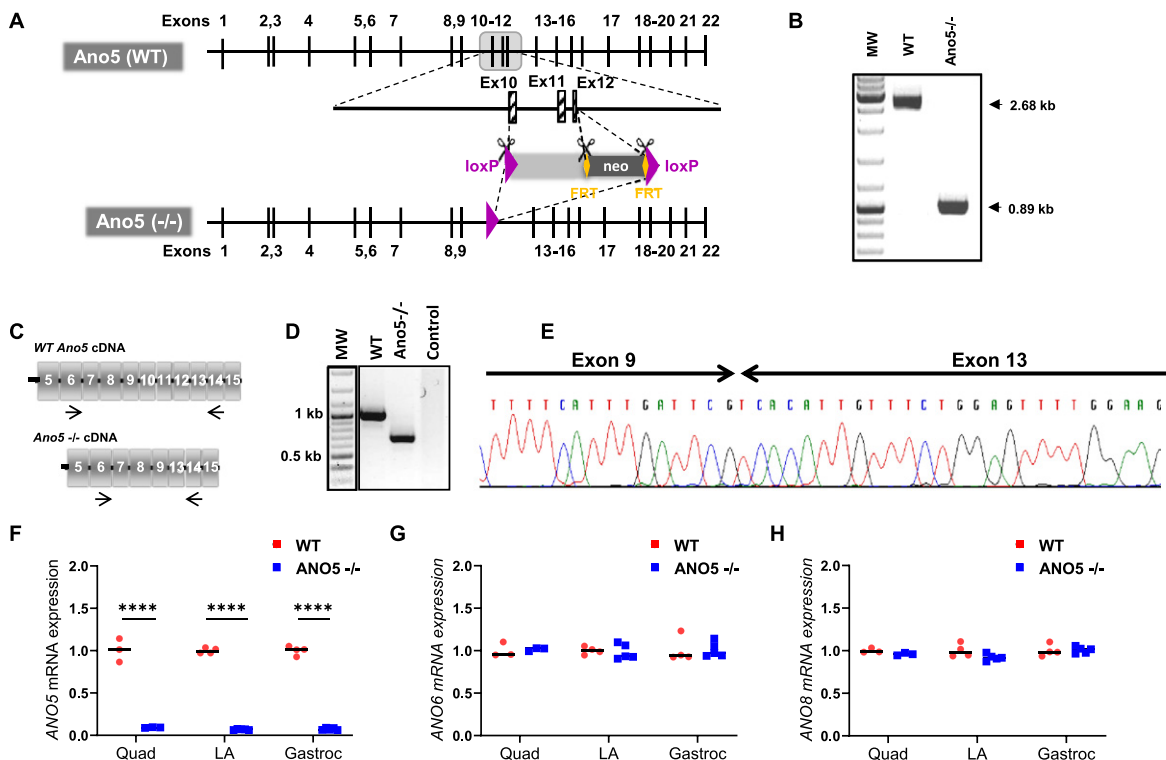 A
Exons 1 2,3 4 5,6 7 8,9 10-12 13-16 17 18-20 21 22
Ano5 (WT)
Ex10 Ex11 Ex12
loxP neo loxP
FRT FRT
Ano5 (-/-)
Exons 1 2,3 4 5,6 7 8,9 13-16 17 18-20 21 22
B
MW WT Ano5-/-
2.68 kb
0.89 kb
C
WT Ano5 cDNA
5 6 7 8 9 10 11 12 13 14 15
Ano5 -/- cDNA
5 6 7 8 9 13 14 15
D
MW WT Ano5-/- Control
1 kb
0.5 kb
E
Exon 9 Exon 13
T T T T C A T T T G A T T C G T C A C A T T G T T T C T G G A G T T T T G G A A G
F
WT
ANO5 -/-
ANO5 mRNA expression
2.0
1.5
1.0
0.5
0.0
**** **** ****
Quad LA Gastroc
G
WT
ANO5 -/-
ANO6 mRNA expression
2.0
1.5
1.0
0.5
0.0
Quad LA Gastroc
H
WT
ANO5 -/-
ANO8 mRNA expression
2.0
1.5
1.0
0.5
0.0
Quad LA Gastroc